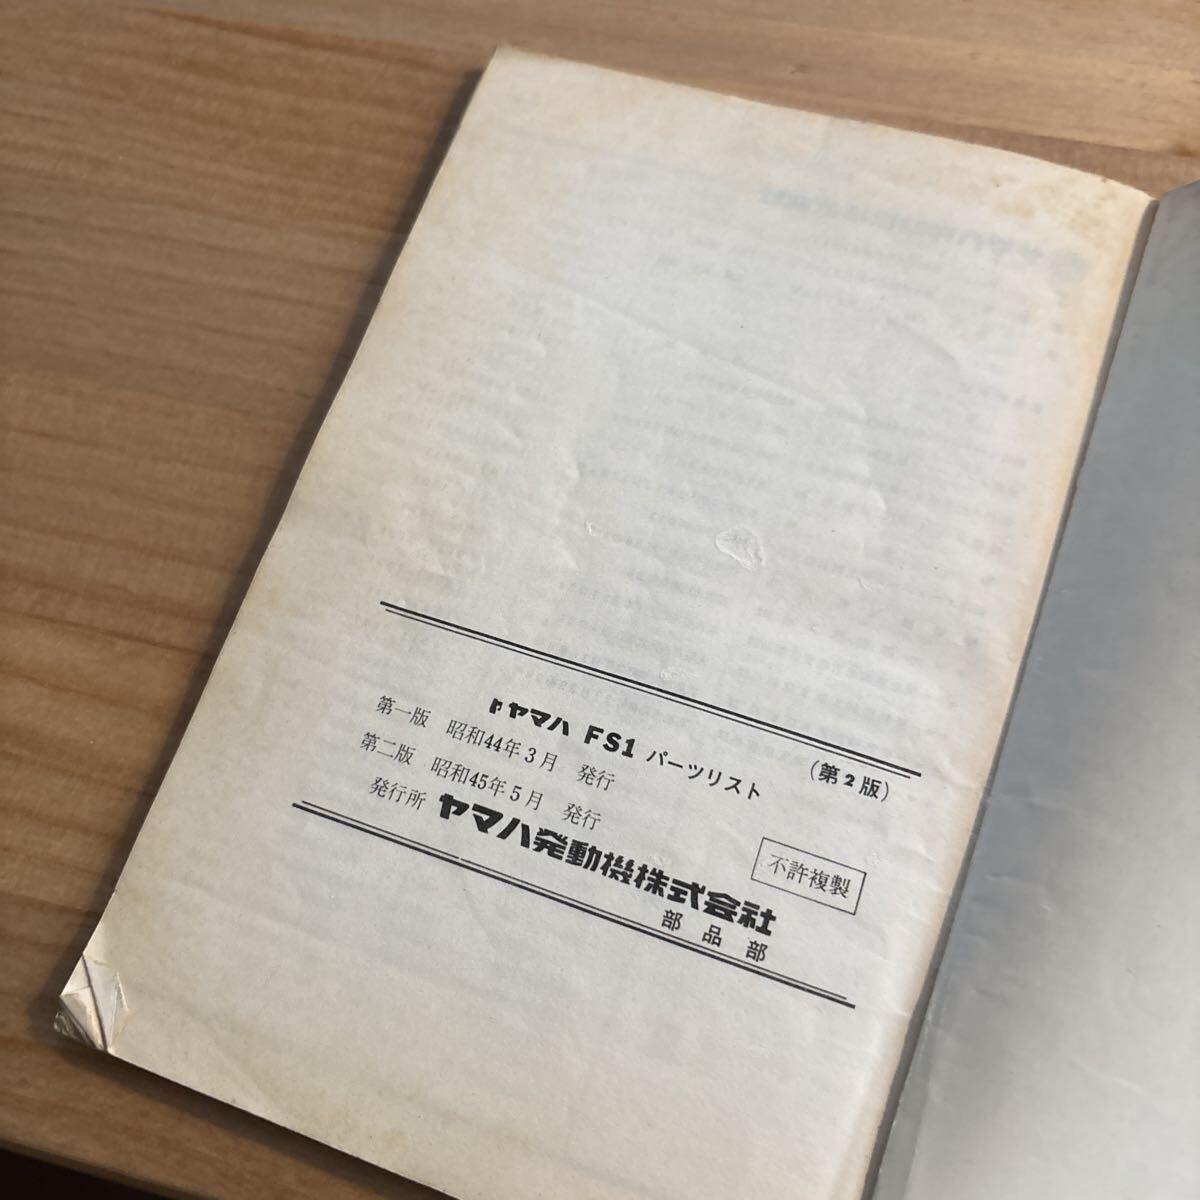 ヤマハ FS1 パーツリスト (第2版)
第一版 昭和44年3月 発行
第二版 昭和45年5月 発行
不許複製
発行所 ヤマハ発動機株式会社
部品部